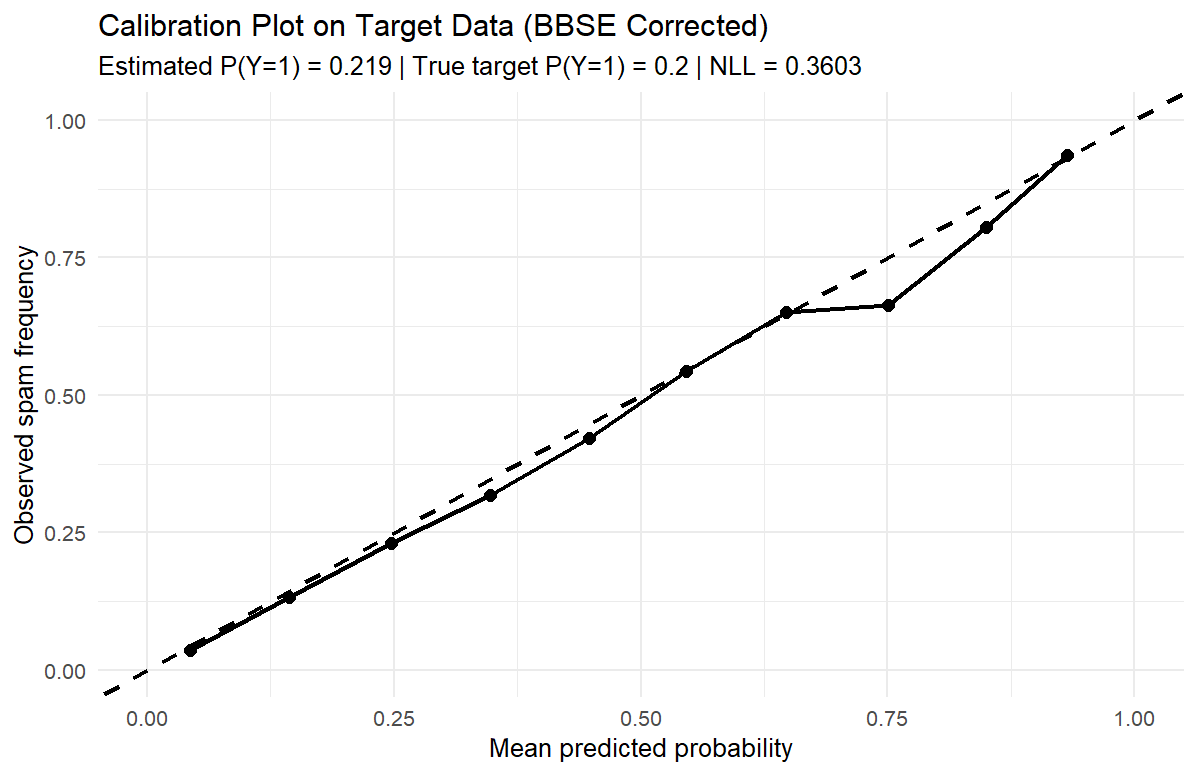 Calibration Plot on Target Data (BBSE Corrected)
Estimated P(Y=1) = 0.219 | True target P(Y=1) = 0.2 | NLL = 0.3603
Observed spam frequency
1.00
0.75
0.50
0.25
0.00
0.00 0.25 0.50 0.75 1.00
Mean predicted probability